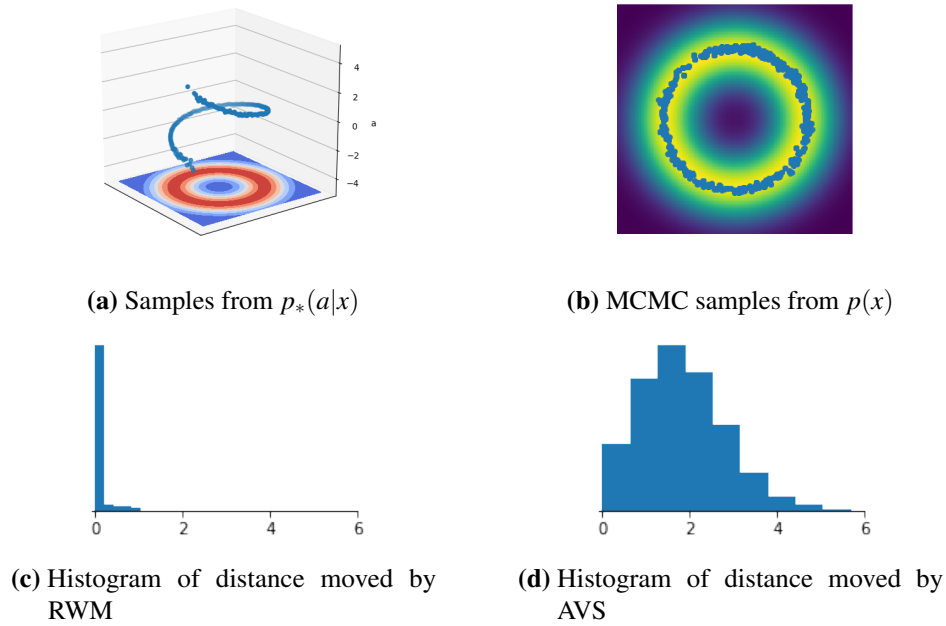 4
2
0
a
−2
−4
(a) Samples from p∗(a|x)
(b) MCMC samples from p(x)
0 2 4 6
0 2 4 6
(c) Histogram of distance moved by
RWM
(d) Histogram of distance moved by
AVS